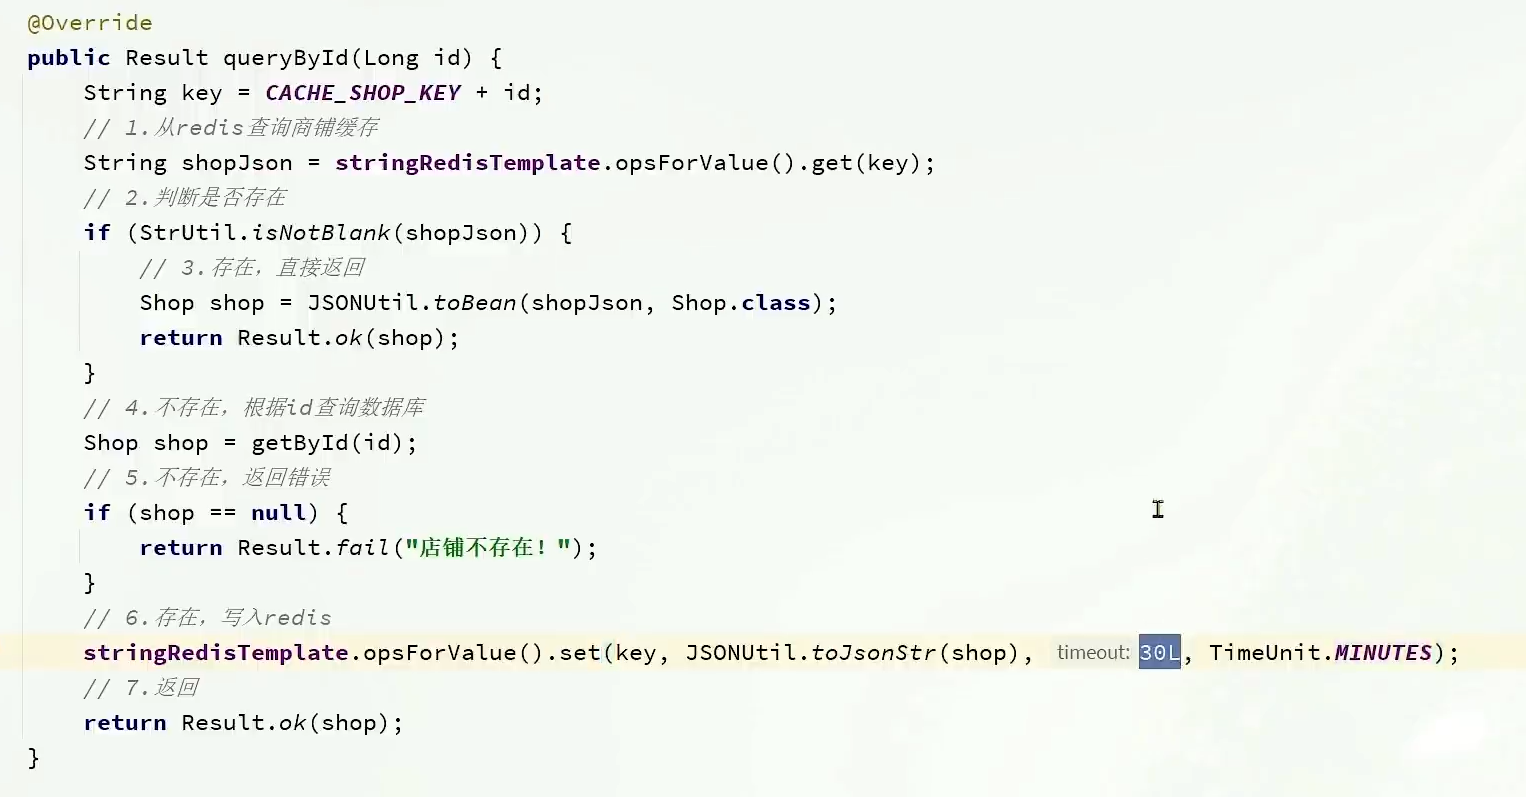 @Override
public Result queryById(Long id) {
String key = CACHE_SHOP_KEY + id;
// 1.从redis查询商铺缓存
String shopJson = stringRedisTemplate.opsForValue().get(key);
// 2.判断是否存在
if (StrUtil.isNotBlank(shopJson)) {
// 3.存在，直接返回
Shop shop = JSONUtil.toBean(shopJson, Shop.class);
return Result.ok(shop);
}
// 4.不存在，根据id查询数据库
Shop shop = getById(id);
// 5.不存在，返回错误
if (shop == null) {
return Result.fail("店铺不存在！");
}
// 6.存在，写入redis
stringRedisTemplate.opsForValue().set(key, JSONUtil.toJsonStr(shop), timeout: 30L, TimeUnit.MINUTES);
// 7.返回
return Result.ok(shop);
}